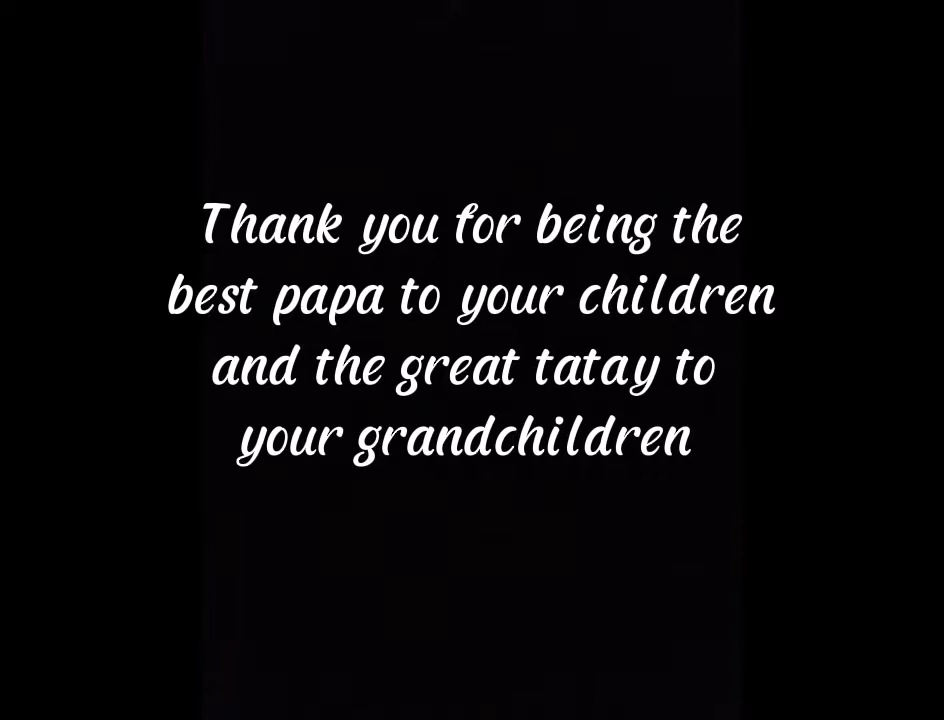 Thank you for being the
best papa to your children
and the great tatay to
your grandchildren